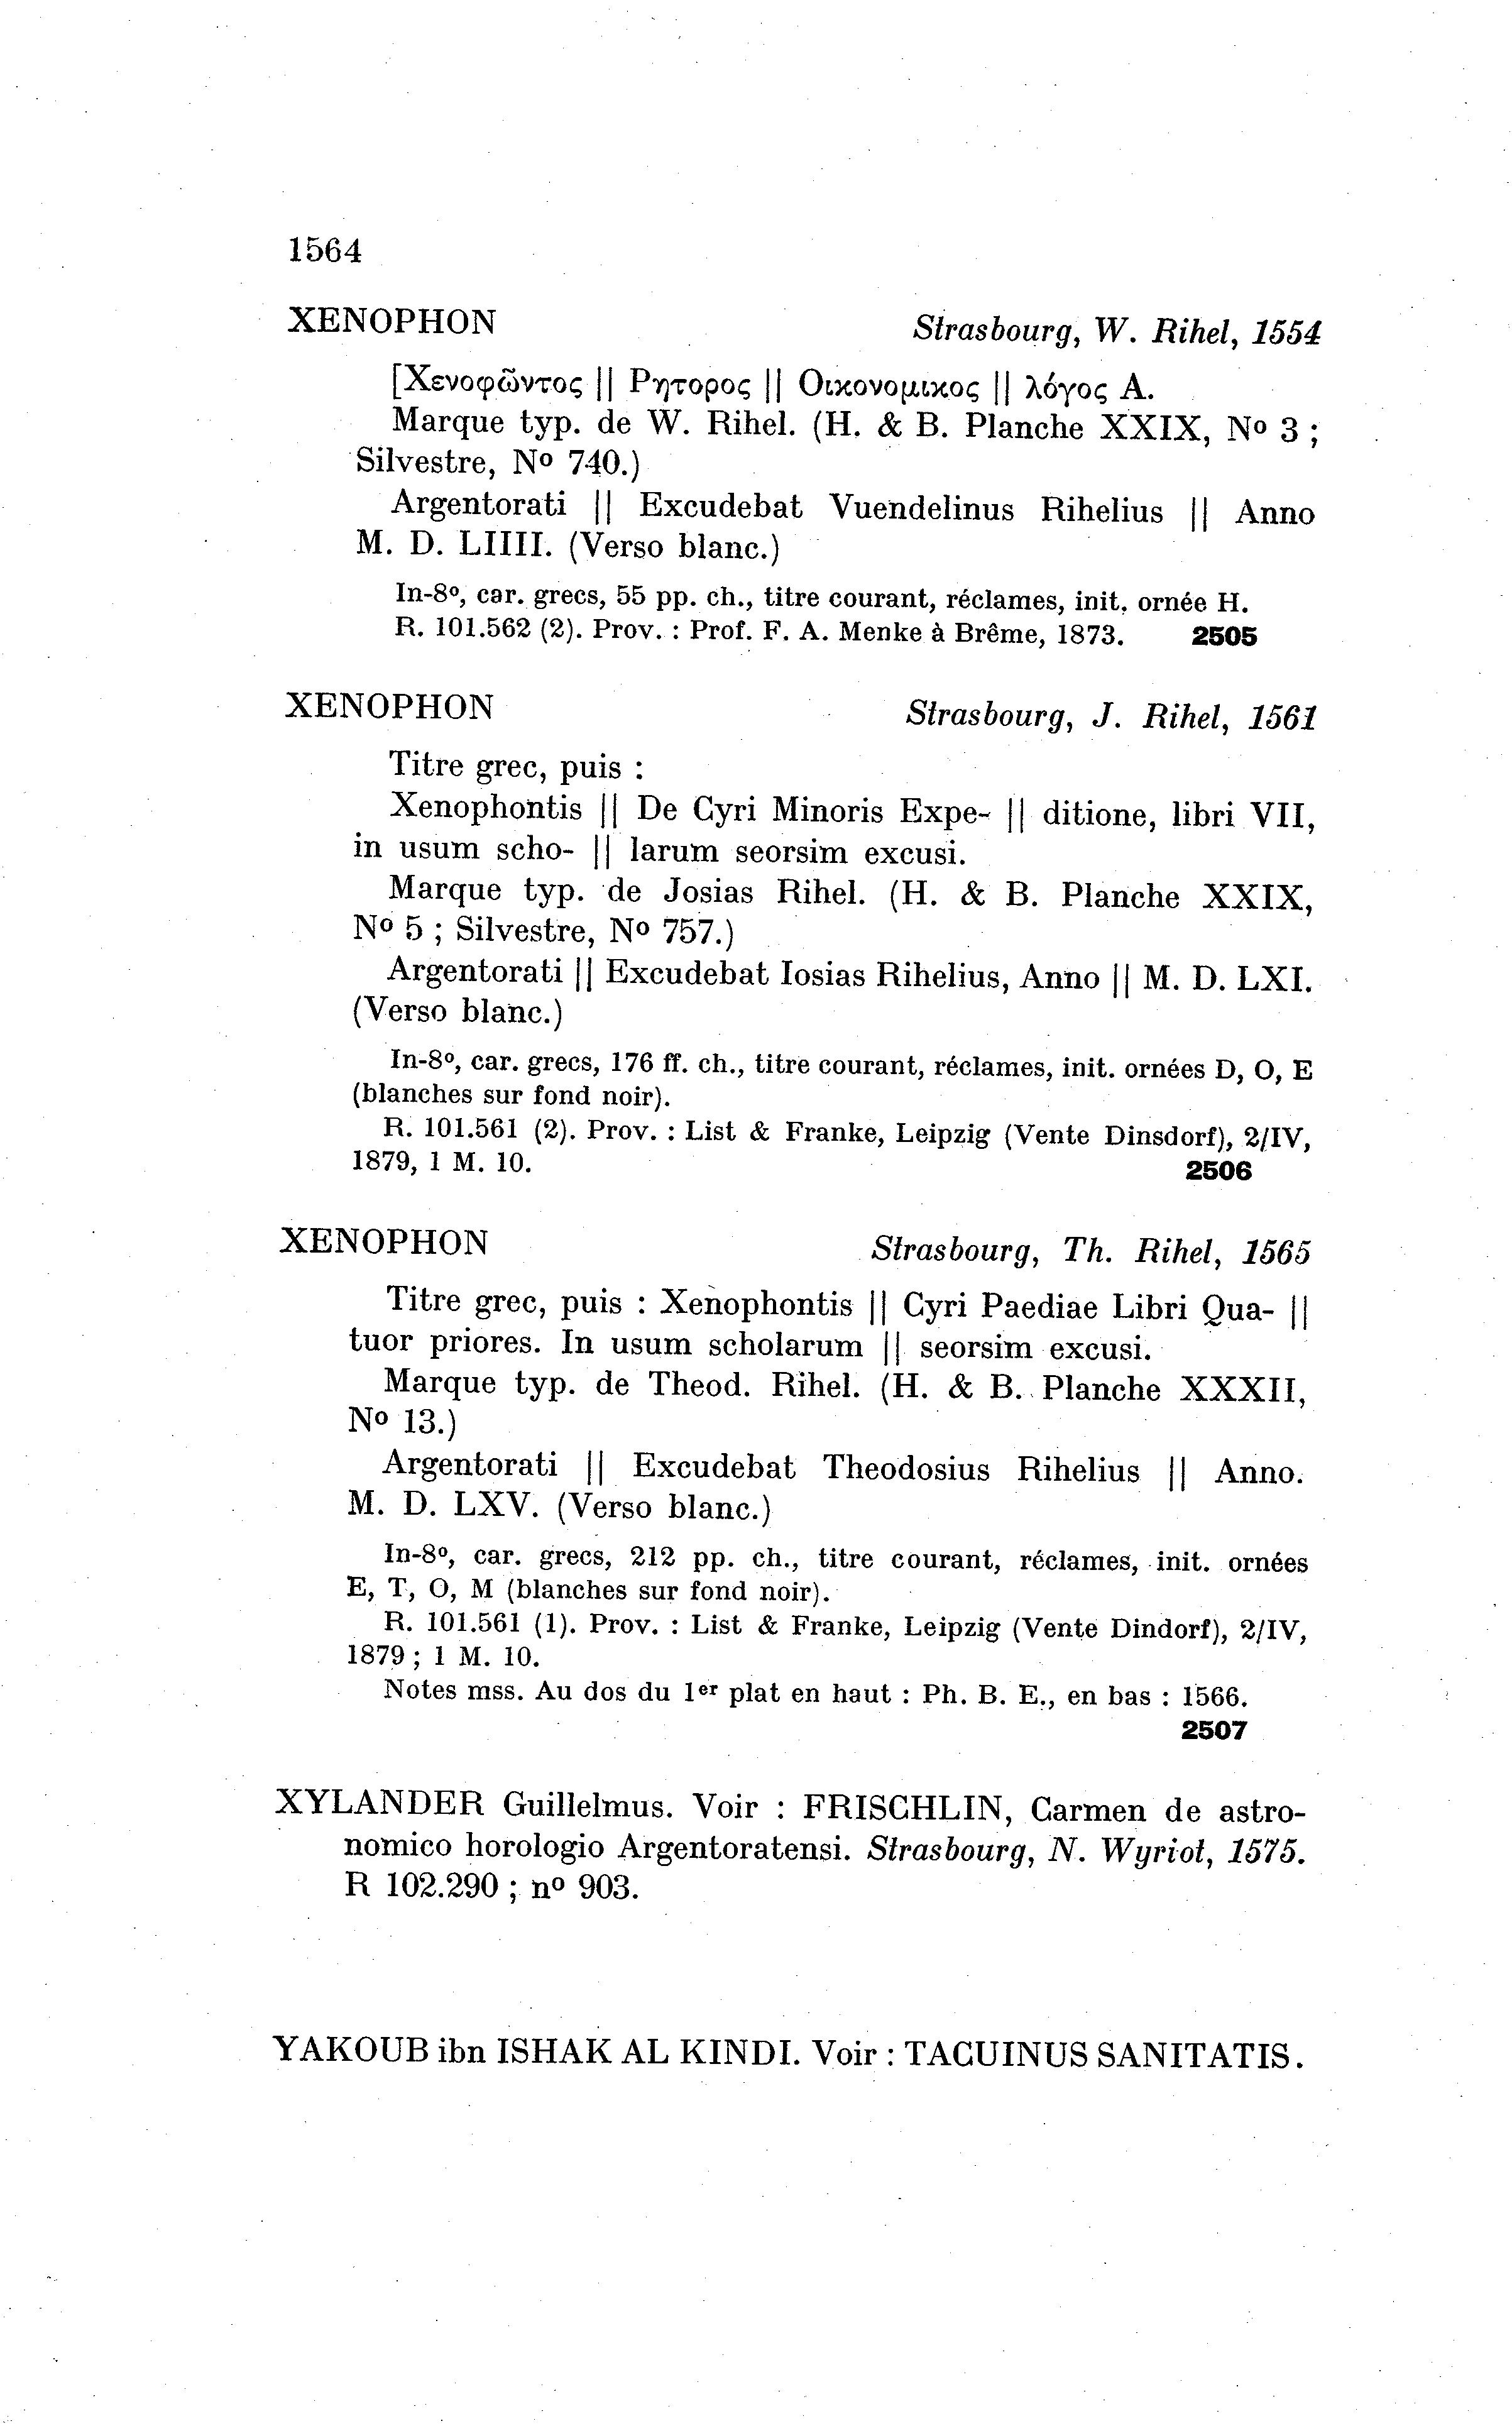 1564
XENOPHON Strasbourg, W. Rihel, 1554
[Χενοφῶντος || Ρητορος || Οικονομικος || λόγος Α.
Marque typ. de W. Rihel. (H. & B. Planche XXIX, Nº 3 ;
Silvestre, Nº 740.)
Argentorati || Excudebat Vuendelinus Rihelius || Anno
M. D. LIIII. (Verso blanc.)
In-8º, car. grecs, 55 pp. ch., titre courant, réclames, init. ornée H.
R. 101.562 (2). Prov. : Prof. F. A. Menke à Brême, 1873. 2505
XENOPHON Strasbourg, J. Rihel, 1561
Titre grec, puis :
Xenophontis || De Cyri Minoris Expe- || ditione, libri VII,
in usum scho- || larum seorsim excusi.
Marque typ. de Josias Rihel. (H. & B. Planche XXIX,
Nº 5 ; Silvestre, Nº 757.)
Argentorati || Excudebat Iosias Rihelius, Anno || M. D. LXI.
(Verso blanc.)
In-8º, car. grecs, 176 ff. ch., titre courant, réclames, init. ornées D, O, E
(blanches sur fond noir).
R. 101.561 (2). Prov. : List & Franke, Leipzig (Vente Dinsdorf), 2/IV,
1879, 1 M. 10. 2506
XENOPHON Strasbourg, Th. Rihel, 1565
Titre grec, puis : Xenophontis || Cyri Paediae Libri Qua- ||
tuor priores. In usum scholarum || seorsim excusi.
Marque typ. de Theod. Rihel. (H. & B. Planche XXXII,
Nº 13.)
Argentorati || Excudebat Theodosius Rihelius || Anno.
M. D. LXV. (Verso blanc.)
In-8º, car. grecs, 212 pp. ch., titre courant, réclames, init. ornées
E, T, O, M (blanches sur fond noir).
R. 101.561 (1). Prov. : List & Franke, Leipzig (Vente Dindorf), 2/IV,
1879 ; 1 M. 10.
Notes mss. Au dos du 1er plat en haut : Ph. B. E., en bas : 1566.
2507
XYLANDER Guillelmus. Voir : FRISCHLIN, Carmen de astro-
nomico horologio Argentoratensi. Strasbourg, N. Wyriot, 1575.
R 102.290 ; nº 903.
YAKOUB ibn ISHAK AL KINDI. Voir : TACUINUS SANITATIS.